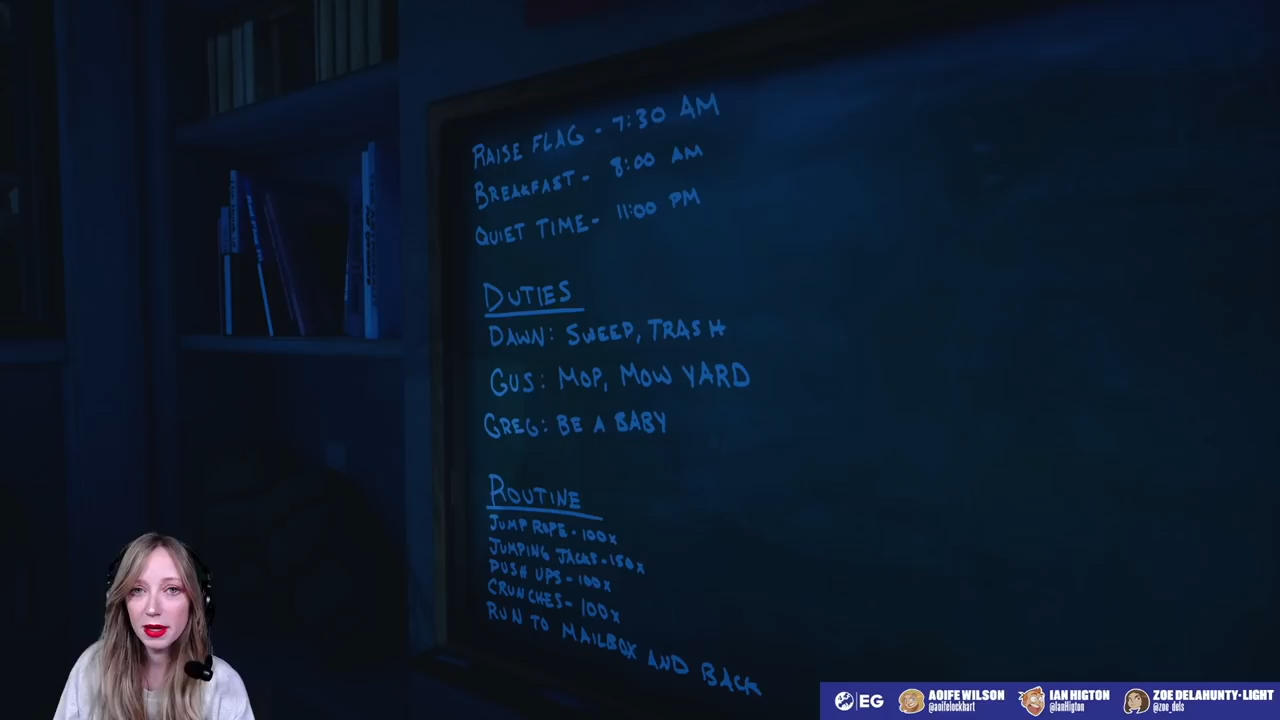 RAISE FLAG - 7:30 AM
BREAKFAST - 8:00 AM
QUIET TIME - 11:00 PM
DUTIES
DAWN: SWEEP, TRASH
GUS: MOP, MOW YARD
GREG: BE A BABY
ROUTINE
JUMP ROPE - 100X
JUMPING JACKS - 150X
PUSH UPS - 100X
CRUNCHES - 100X
RUN TO MAILBOX AND BACK
EG
AOIFE WILSON
@aoifelockhart
IAN HIGTON
@IanHigton
ZOE DELAHUNTY-LIGHT
@zoe_dels